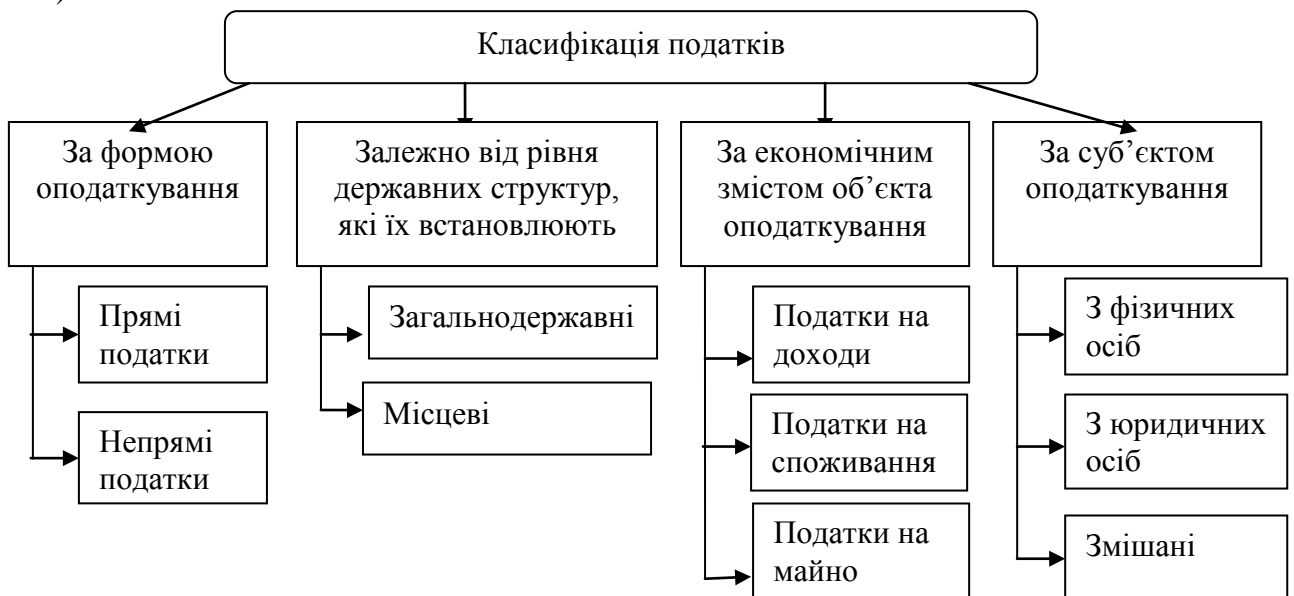 )
Класифікація податків
За формою
оподаткування
Залежно від рівня
державних структур,
які їх встановлюють
За економічним
змістом об’єкта
оподаткування
За суб’єктом
оподаткування
Прямі
податки
Непрямі
податки
Загальнодержавні
Місцеві
Податки на
доходи
Податки на
споживання
Податки на
майно
З фізичних
осіб
З юридичних
осіб
Змішані